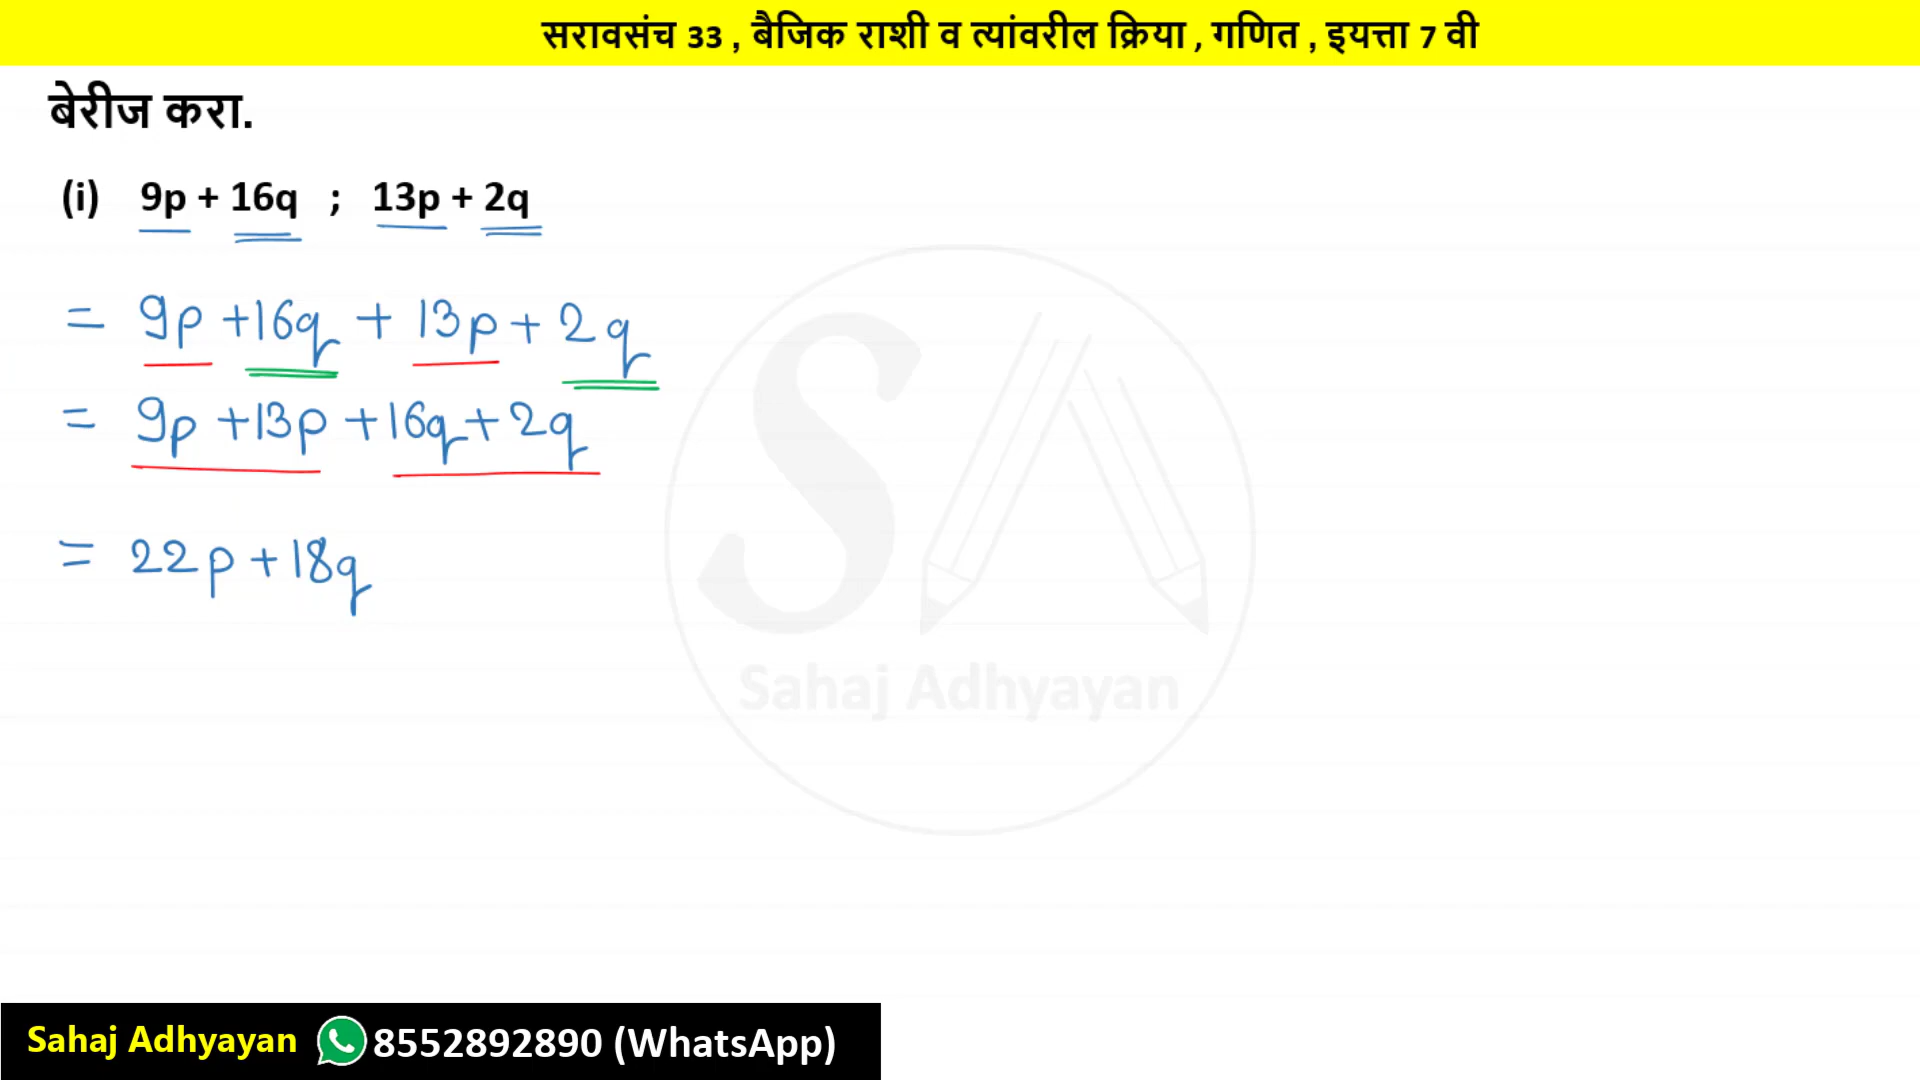 सरावसंच 33 , बैजिक राशी व त्यांवरील क्रिया , गणित , इयत्ता 7 वी
बेरीज करा.
(i) 9p + 16q ; 13p + 2q
= 9p + 16q + 13p + 2q
= 9p + 13p + 16q + 2q
= 22p + 18q
Sahaj Adhyayan
Sahaj Adhyayan 8552892890 (WhatsApp)